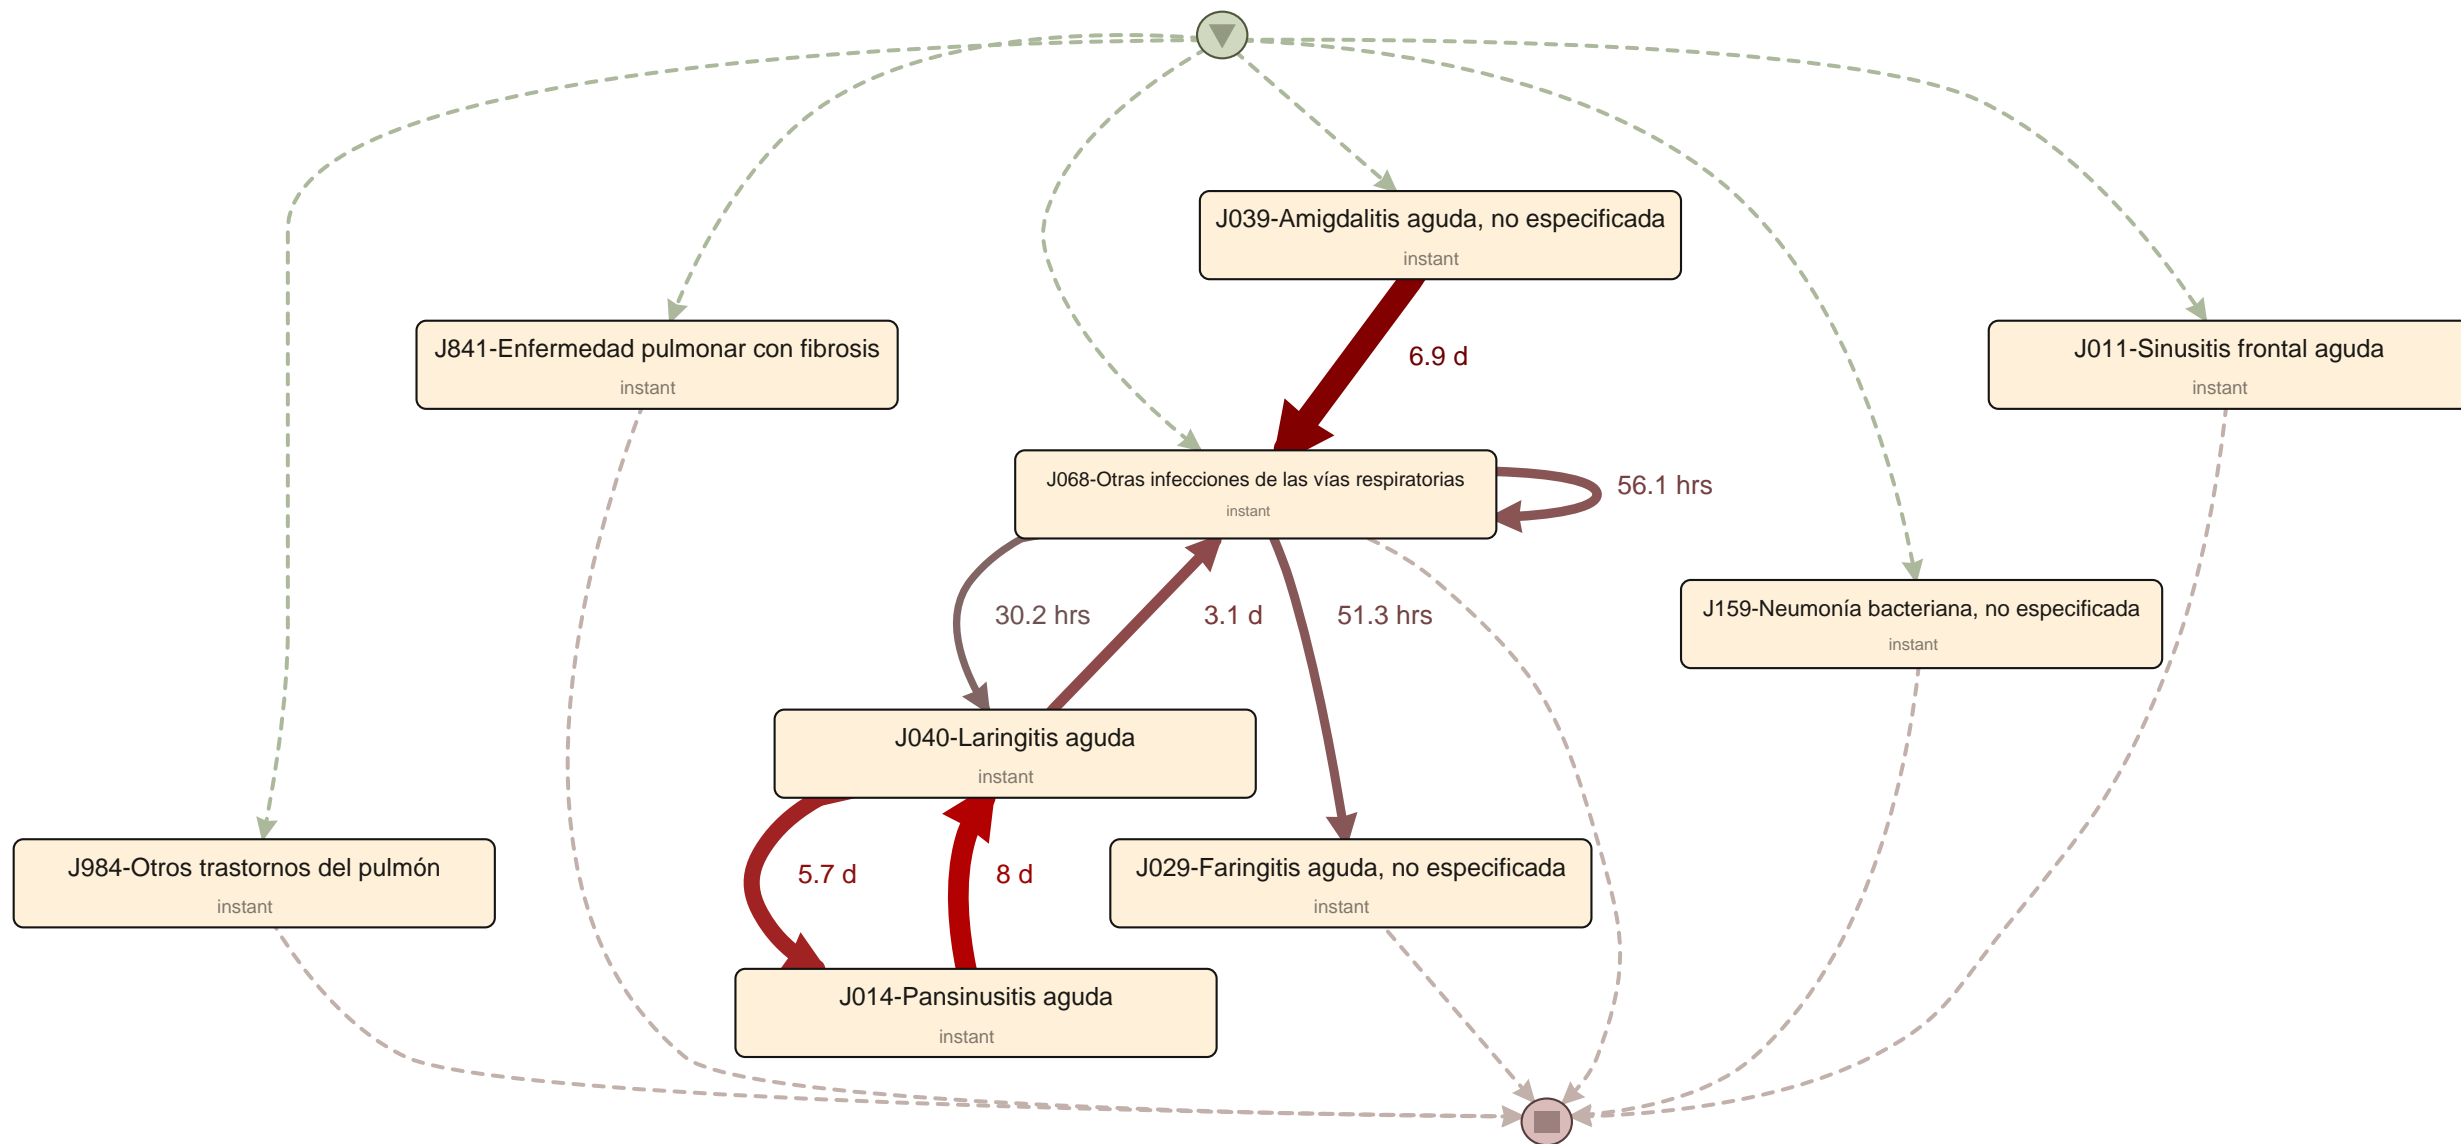 J039-Amigdalitis aguda, no especificada
instant
J841-Enfermedad pulmonar con fibrosis
instant
6.9 d
J011-Sinusitis frontal aguda
instant
J068-Otras infecciones de las vías respiratorias
instant
56.1 hrs
30.2 hrs
3.1 d
51.3 hrs
J159-Neumonía bacteriana, no especificada
instant
J040-Laringitis aguda
instant
J984-Otros trastornos del pulmón
instant
5.7 d
8 d
J029-Faringitis aguda, no especificada
instant
J014-Pansinusitis aguda
instant